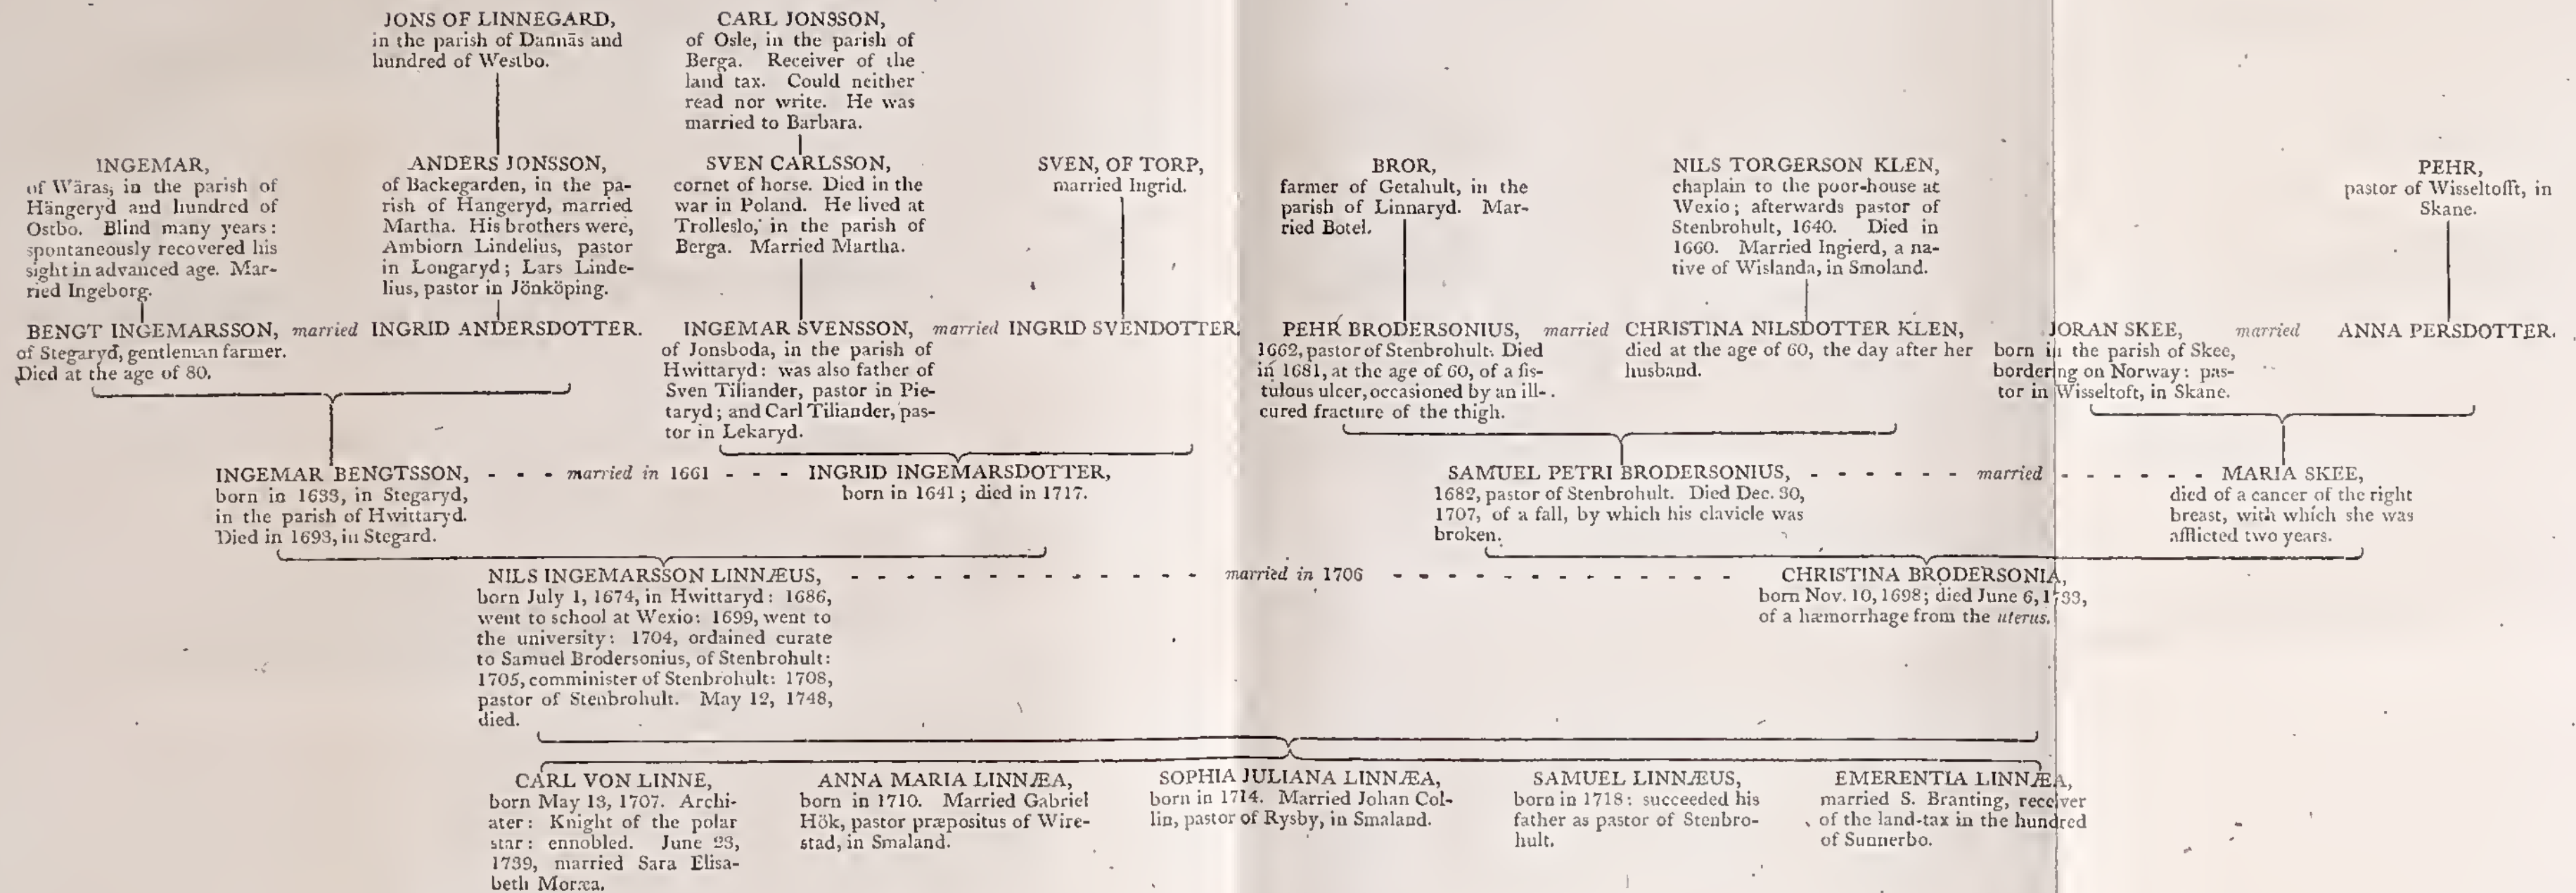 JONS OF LINNEGARD,
in the parish of Dannäs and
hundred of Westbo.
CARL JONSSON,
of Osle, in the parish of
Berga. Receiver of the
land tax. Could neither
read nor write. He was
married to Barbara.
INGEMAR,
of Wäras, in the parish of
Hängeryd and hundred of
Ostbo. Blind many years:
spontaneously recovered his
sight in advanced age. Mar-
ried Ingeborg.
ANDERS JONSSON,
of Backegarden, in the pa-
rish of Hangeryd, married
Martha. His brothers were,
Ambiorn Lindelius, pastor
in Longaryd; Lars Linde-
lius, pastor in Jönköping.
SVEN CARLSSON,
cornet of horse. Died in the
war in Poland. He lived at
Trolleslo, in the parish of
Berga. Married Martha.
SVEN, OF TORP,
married Ingrid.
BROR,
farmer of Getahult, in the
parish of Linnaryd. Mar-
ried Botel.
NILS TORGERSON KLEN,
chaplain to the poor-house at
Wexio; afterwards pastor of
Stenbrohult, 1640. Died in
1660. Married Ingierd, a na-
tive of Wislanda, in Smoland.
PEHR,
pastor of Wisseltofft, in
Skane.
BENGT INGEMARSSON, married INGRID ANDERSDOTTER.
of Stegaryd, gentleman farmer.
Died at the age of 80.
INGEMAR SVENSSON, married INGRID SVENDOTTER.
of Jonsboda, in the parish of
Hwittaryd: was also father of
Sven Tiliander, pastor in Pie-
taryd; and Carl Tiliander, pas-
tor in Lekaryd.
PEHR BRODERSONIUS, married CHRISTINA NILSDOTTER KLEN,
1662, pastor of Stenbrohult. Died
in 1681, at the age of 60, of a fis-
tulous ulcer, occasioned by an ill-
cured fracture of the thigh.
died at the age of 60, the day after her
husband.
JORAN SKEE, married ANNA PERSDOTTER.
born in the parish of Skee,
bordering on Norway: pas-
tor in Wisseltoft, in Skane.
INGEMAR BENGTSSON, - - - married in 1661 - - - INGRID INGEMARSDOTTER,
born in 1633, in Stegaryd,
in the parish of Hwittaryd.
Died in 1693, in Stegard.
born in 1641; died in 1717.
SAMUEL PETRI BRODERSONIUS, - - - - - - married - - - - - - MARIA SKEE,
1682, pastor of Stenbrohult. Died Dec. 30,
1707, of a fall, by which his clavicle was
broken.
died of a cancer of the right
breast, with which she was
afflicted two years.
NILS INGEMARSSON LINNÆUS, - - - - - - - - - - - - married in 1706 - - - - - - - - - - - - CHRISTINA BRODERSONIA,
born July 1, 1674, in Hwittaryd: 1686,
went to school at Wexio: 1699, went to
the university: 1704, ordained curate
to Samuel Brodersonius, of Stenbrohult:
1705, comminister of Stenbrohult: 1708,
pastor of Stenbrohult. May 12, 1748,
died.
born Nov. 10, 1698; died June 6, 1733,
of a hæmorrhage from the uterus.
CARL VON LINNE,
born May 13, 1707. Archi-
ater: Knight of the polar
star: ennobled. June 23,
1739, married Sara Elisa-
beth Moræa.
ANNA MARIA LINNÆA,
born in 1710. Married Gabriel
Hök, pastor præpositus of Wire-
stad, in Smaland.
SOPHIA JULIANA LINNÆA,
born in 1714. Married Johan Col-
lin, pastor of Rysby, in Smaland.
SAMUEL LINNÆUS,
born in 1718: succeeded his
father as pastor of Stenbro-
hult.
EMERENTIA LINNÆA,
married S. Branting, receiver
of the land-tax in the hundred
of Sunnerbo.